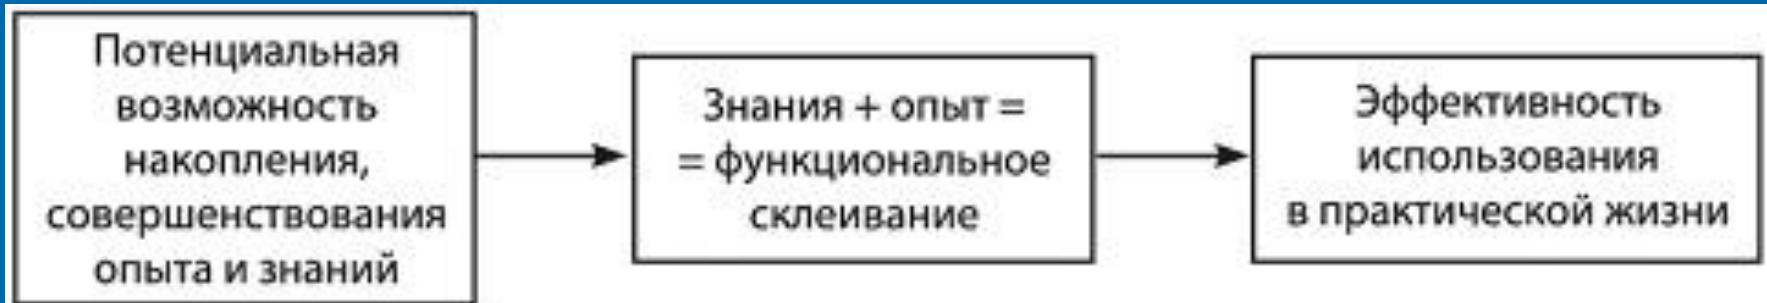 Потенциальная
возможность
накопления,
совершенствования
опыта и знаний
Знания + опыт =
= функциональное
склеивание
Эффективность
использования
в практической жизни